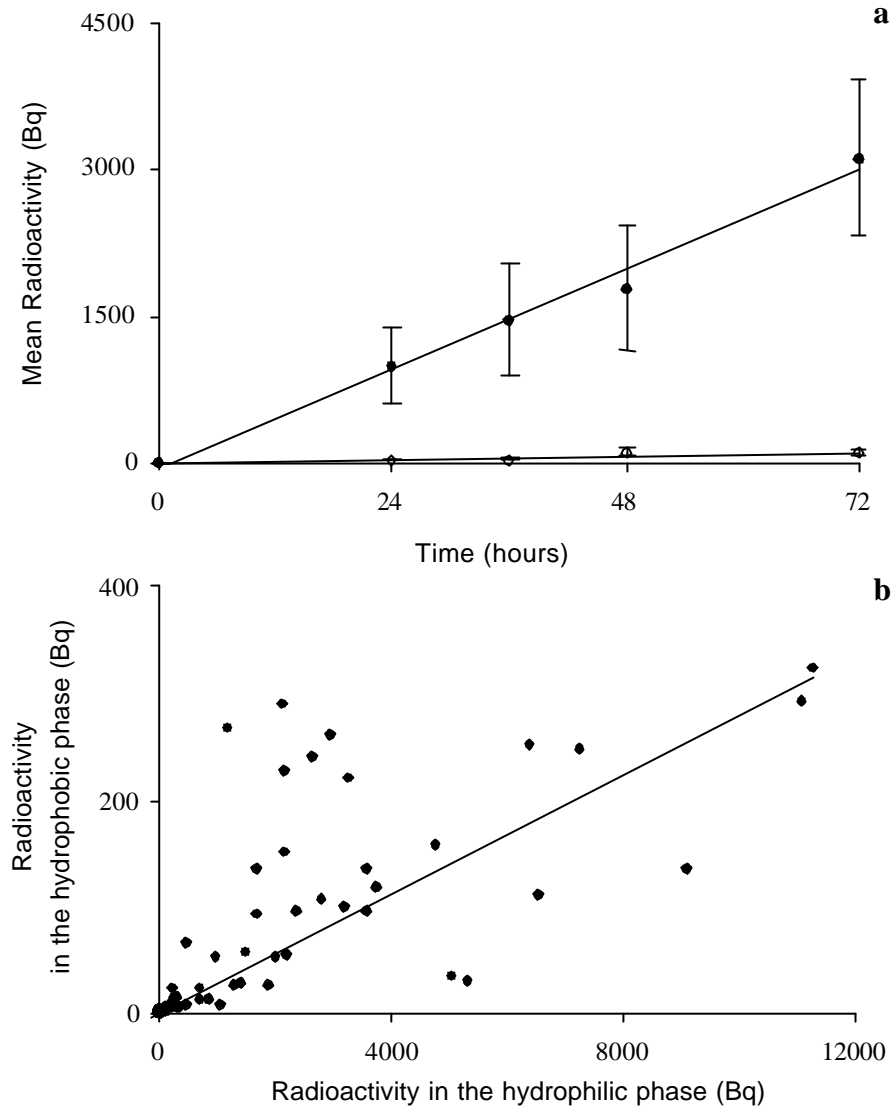 a
4500
3000
1500
0
Mean Radioactivity (Bq)
0 24 48 72
Time (hours)
b
400
200
0
Radioactivity
in the hydrophobic phase (Bq)
0 4000 8000 12000
Radioactivity in the hydrophilic phase (Bq)